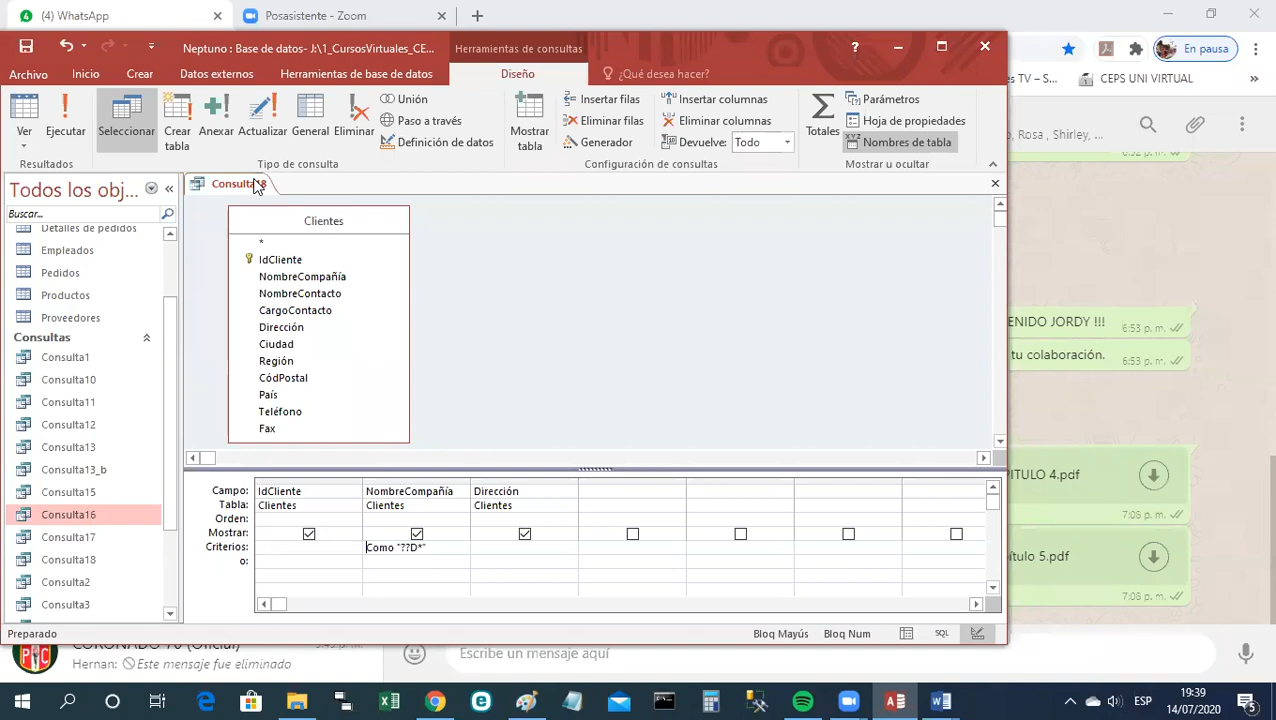 (4) WhatsApp
Posasistente - Zoom
Neptuno : Base de datos- J:\1_CursosVirtuales_CE...
Herramientas de consultas
En pausa
Archivo
Inicio
Crear
Datos externos
Herramientas de base de datos
Diseño
¿Qué desea hacer?
es TV – S...
CEPS UNI VIRTUAL
Ver
Ejecutar
Seleccionar
Crear tabla
Anexar
Actualizar
General
Eliminar
Unión
Paso a través
Definición de datos
Mostrar tabla
Insertar filas
Eliminar filas
Generador
Insertar columnas
Eliminar columnas
Devuelve: Todo
Totales
Parámetros
Hoja de propiedades
Nombres de tabla
Resultados
Tipo de consulta
Configuración de consultas
Mostrar u ocultar
o, Rosa , Shirley, ...
Todos los obj...
Buscar...
Detalles de pedidos
Empleados
Pedidos
Productos
Proveedores
Consultas
Consulta1
Consulta10
Consulta11
Consulta12
Consulta13
Consulta13_b
Consulta15
Consulta16
Consulta17
Consulta18
Consulta2
Consulta3
Consulta18
Clientes
*
IdCliente
NombreCompañía
NombreContacto
CargoContacto
Dirección
Ciudad
Región
CódPostal
País
Teléfono
Fax
Campo: IdCliente NombreCompañía Dirección
Tabla: Clientes Clientes Clientes
Orden:
Mostrar:
Criterios: Como "??D*"
o:
Preparado
Bloq Mayús
Bloq Num
SQL
ENIDO JORDY !!!
6:53 p. m.
tu colaboración.
6:53 p. m.
ITULO 4.pdf
7:08 p. m.
ítulo 5.pdf
7:08 p. m.
Hernan: Este mensaje fue eliminado
Escribe un mensaje aquí
ESP
19:39
14/07/2020
5